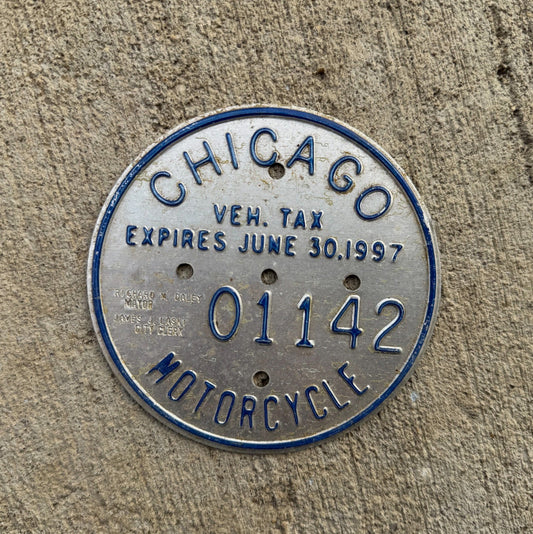 CHICAGO
VEH. TAX
EXPIRES JUNE 30,1997
RICHARD M. DALEY
MAYOR
01142
JAMES J. LASKI
CITY CLERK
MOTORCYCLE